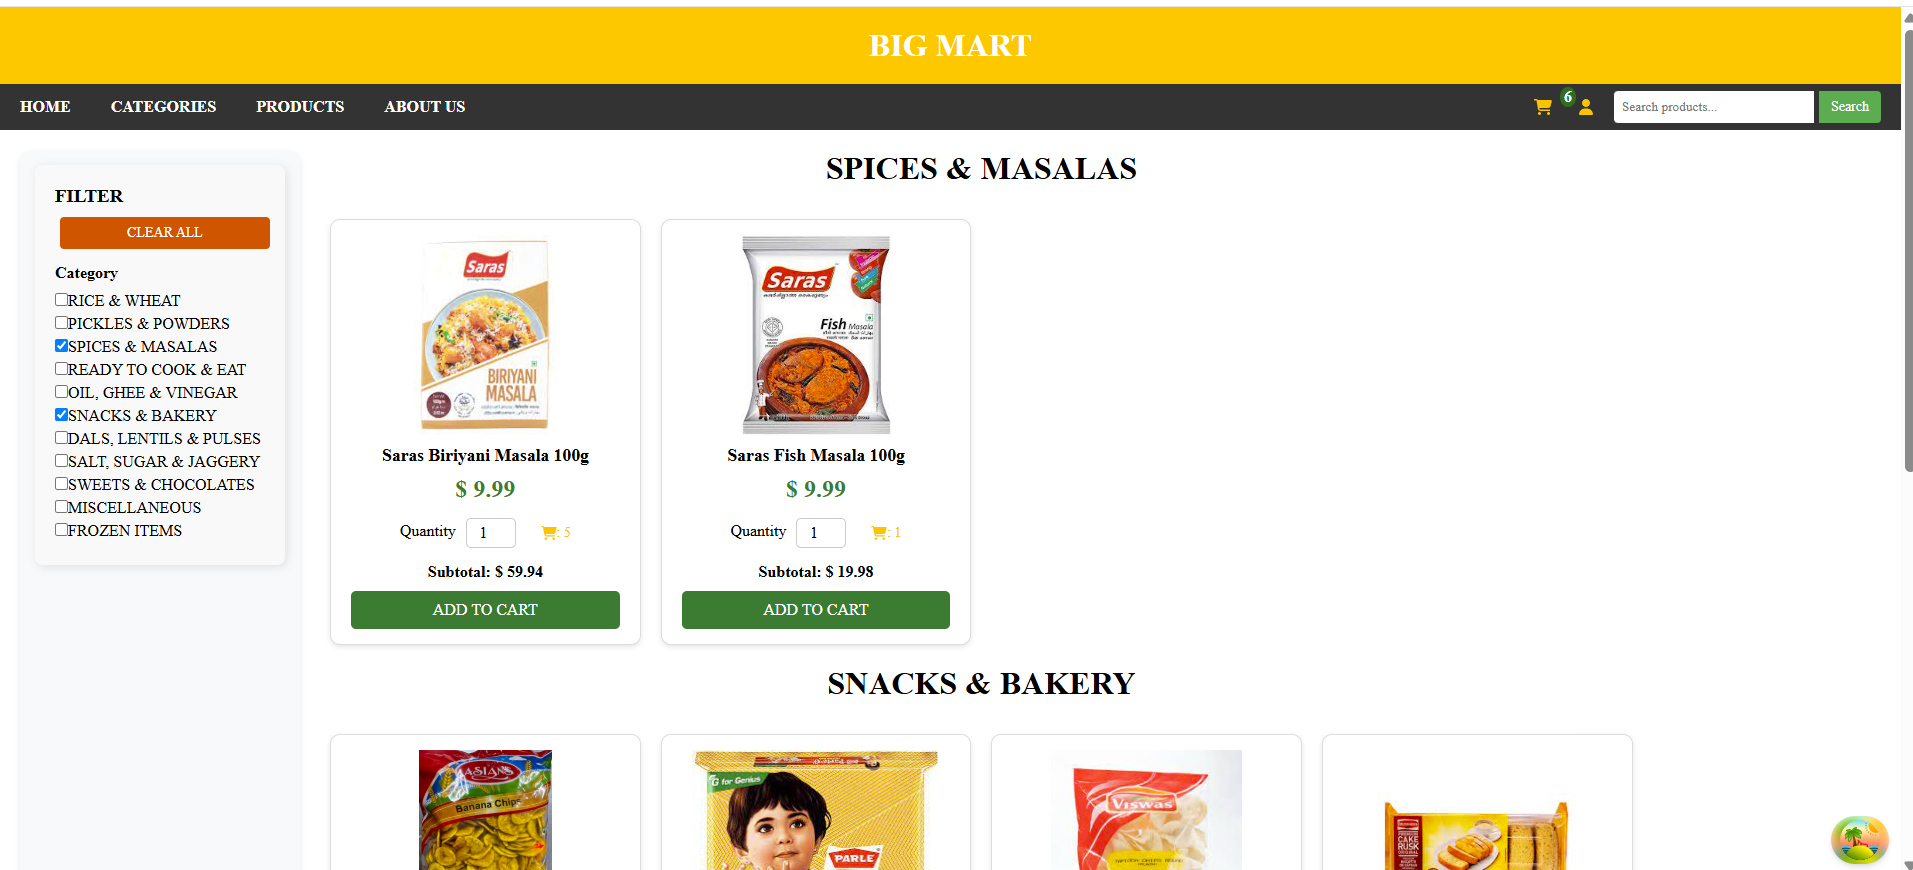 BIG MART
HOME CATEGORIES PRODUCTS ABOUT US 6 Search products... Search
FILTER
CLEAR ALL
Category
RICE & WHEAT
PICKLES & POWDERS
SPICES & MASALAS
READY TO COOK & EAT
OIL, GHEE & VINEGAR
SNACKS & BAKERY
DALS, LENTILS & PULSES
SALT, SUGAR & JAGGERY
SWEETS & CHOCOLATES
MISCELLANEOUS
FROZEN ITEMS
SPICES & MASALAS
Saras
BIRIYANI
MASALA
Saras Biriyani Masala 100g
$ 9.99
Quantity 1 : 5
Subtotal: $ 59.94
ADD TO CART
Saras
Fish Masala
Saras Fish Masala 100g
$ 9.99
Quantity 1 : 1
Subtotal: $ 19.98
ADD TO CART
SNACKS & BAKERY
ASIANS
Banana Chips
G for Genius
PARLE
VISWAS
CAKE
RUSK